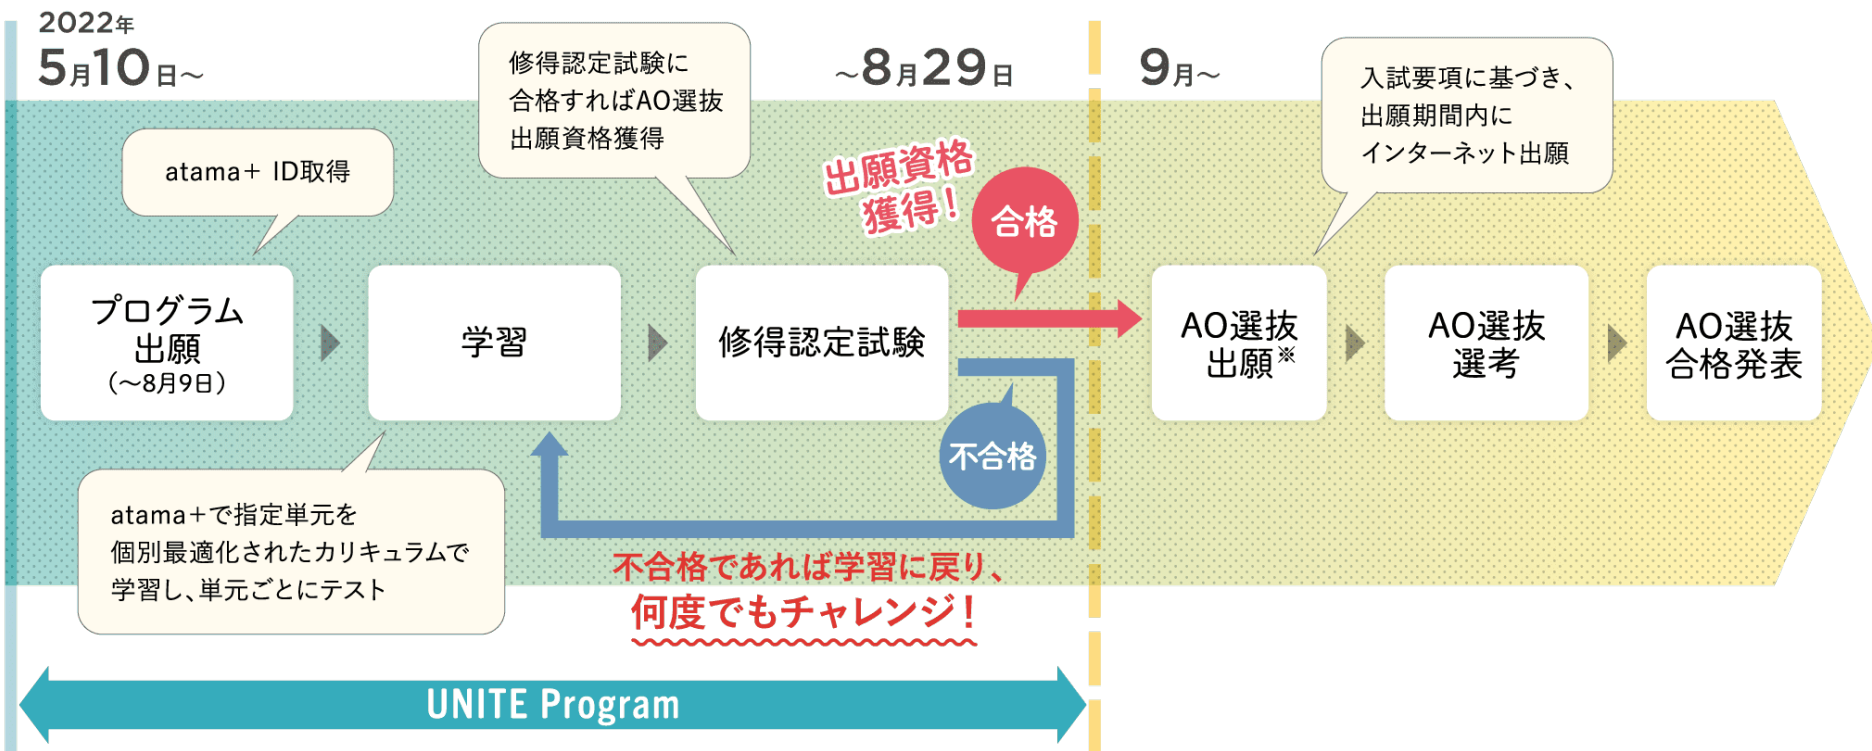 2022年
5月10日～
～8月29日
9月～
atama＋ ID取得
修得認定試験に
合格すればAO選抜
出願資格獲得
出願資格
獲得！
合格
入試要項に基づき、
出願期間内に
インターネット出願
プログラム
出願
（～8月9日）
学習
修得認定試験
AO選抜
出願※
AO選抜
選考
AO選抜
合格発表
不合格
atama＋で指定単元を
個別最適化されたカリキュラムで
学習し、単元ごとにテスト
不合格であれば学習に戻り、
何度でもチャレンジ！
UNITE Program